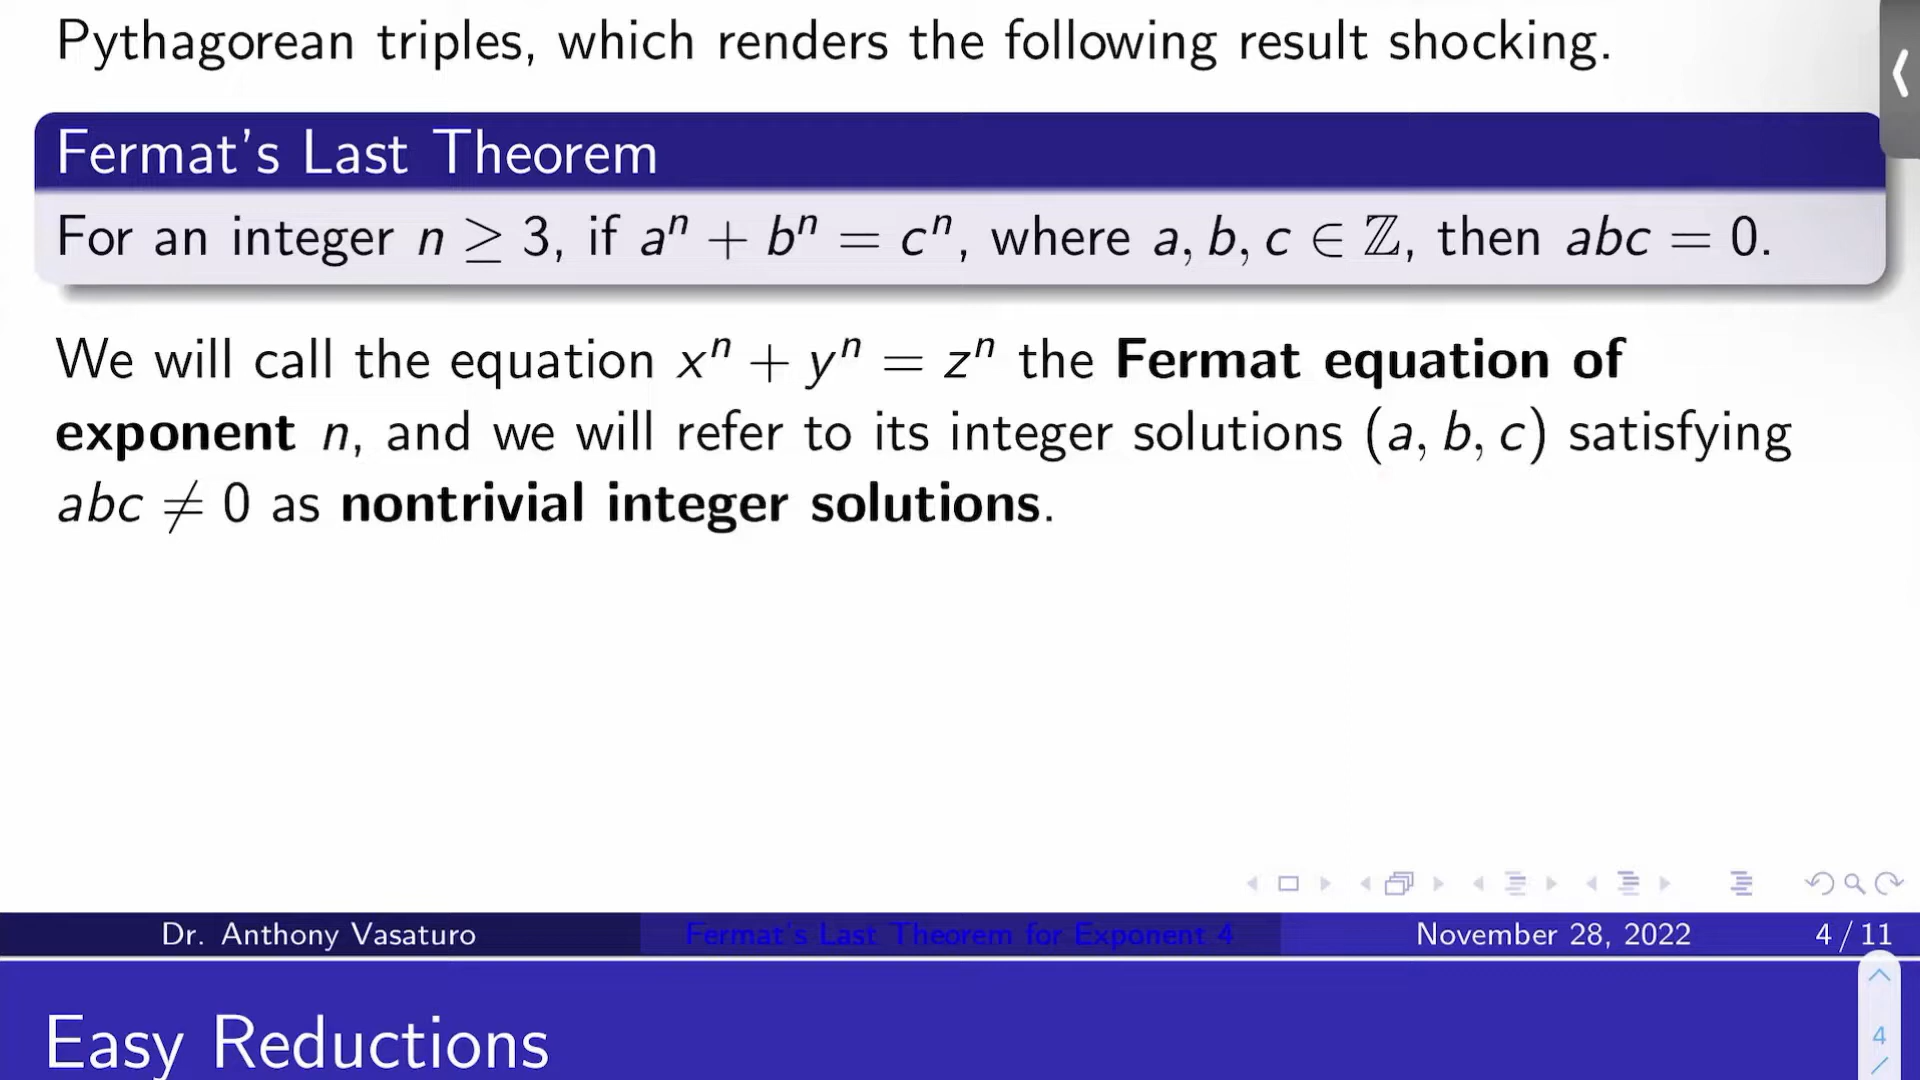 Pythagorean triples, which renders the following result shocking.
Fermat's Last Theorem
For an integer n ≥ 3, if aⁿ + bⁿ = cⁿ, where a, b, c ∈ ℤ, then abc = 0.
We will call the equation xⁿ + yⁿ = zⁿ the Fermat equation of
exponent n, and we will refer to its integer solutions (a, b, c) satisfying
abc ≠ 0 as nontrivial integer solutions.
Dr. Anthony Vasaturo Fermat's Last Theorem for Exponent 4 November 28, 2022 4 / 11
Easy Reductions
4
/